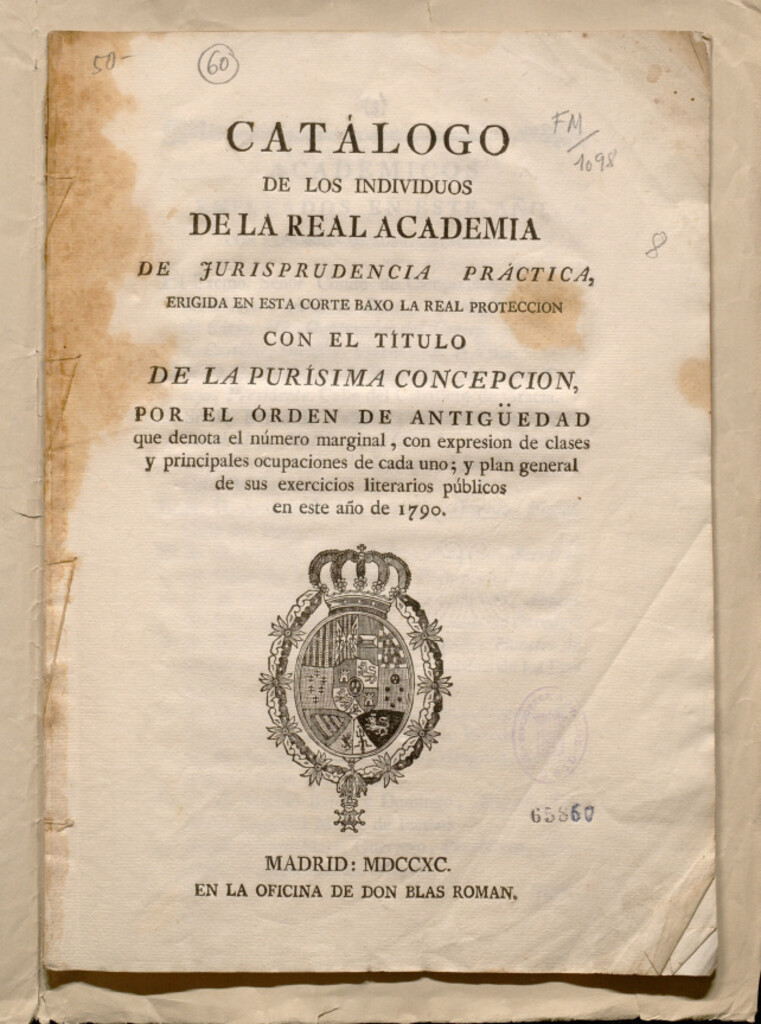 50-
60
FM/
1098
8
CATÁLOGO
DE LOS INDIVIDUOS
DE LA REAL ACADEMIA
DE JURISPRUDENCIA PRÁCTICA,
ERIGIDA EN ESTA CORTE BAXO LA REAL PROTECCION
CON EL TÍTULO
DE LA PURÍSIMA CONCEPCION,
POR EL ÓRDEN DE ANTIGÜEDAD
que denota el número marginal, con expresion de clases
y principales ocupaciones de cada uno; y plan general
de sus exercicios literarios públicos
en este año de 1790.
65860
MADRID: MDCCXC.
EN LA OFICINA DE DON BLAS ROMAN.